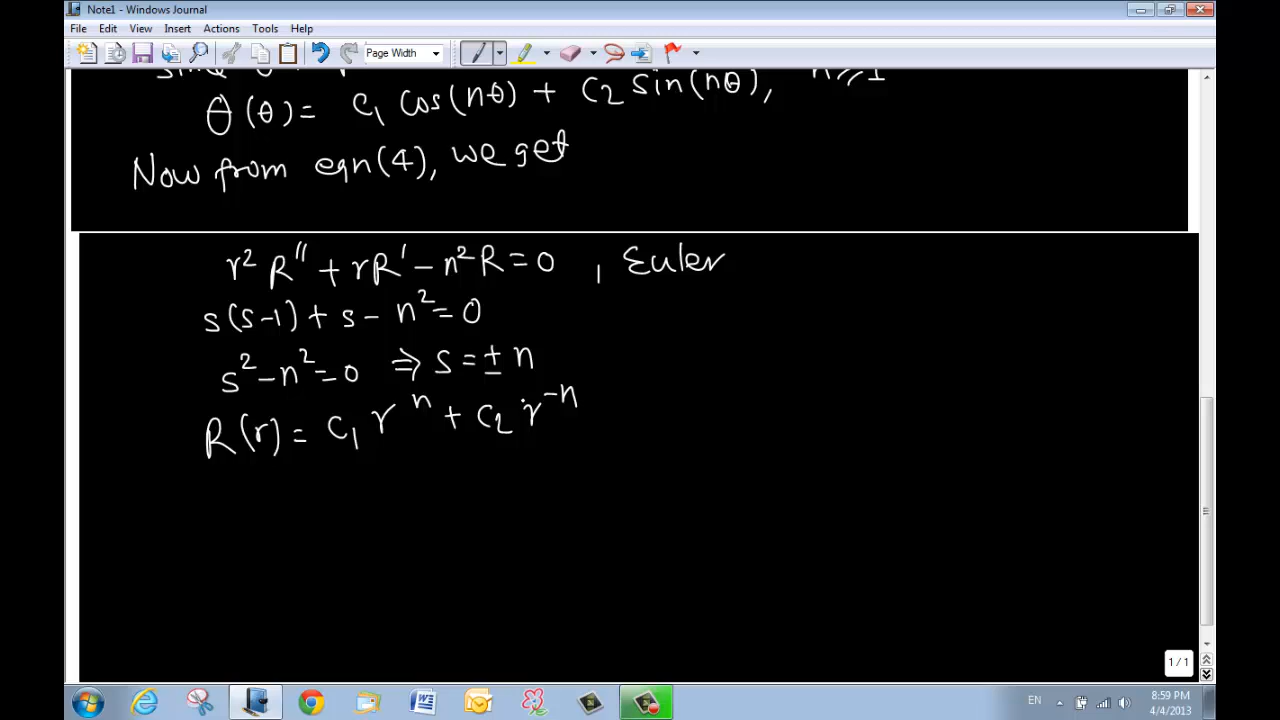 Note1 - Windows Journal
File Edit View Insert Actions Tools Help
Page Width
Θ(θ) = c₁ cos(nθ) + c₂ sin(nθ), n ≥ 1
Now from eqn(4), we get
r² R'' + rR' - n²R = 0 , Euler
s(s-1) + s - n² = 0
s² - n² = 0 ⇒ s = ± n
R(r) = c₁ r^n + c₂ r^-n
1/1
EN
8:59 PM
4/4/2013